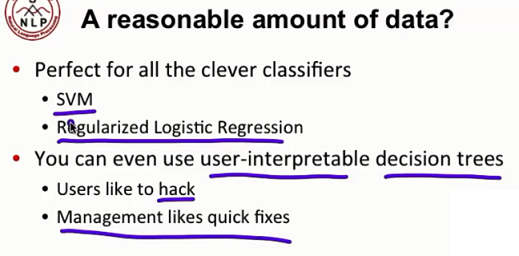 NLP
A reasonable amount of data?
• Perfect for all the clever classifiers
• SVM
• Regularized Logistic Regression
• You can even use user-interpretable decision trees
• Users like to hack
• Management likes quick fixes